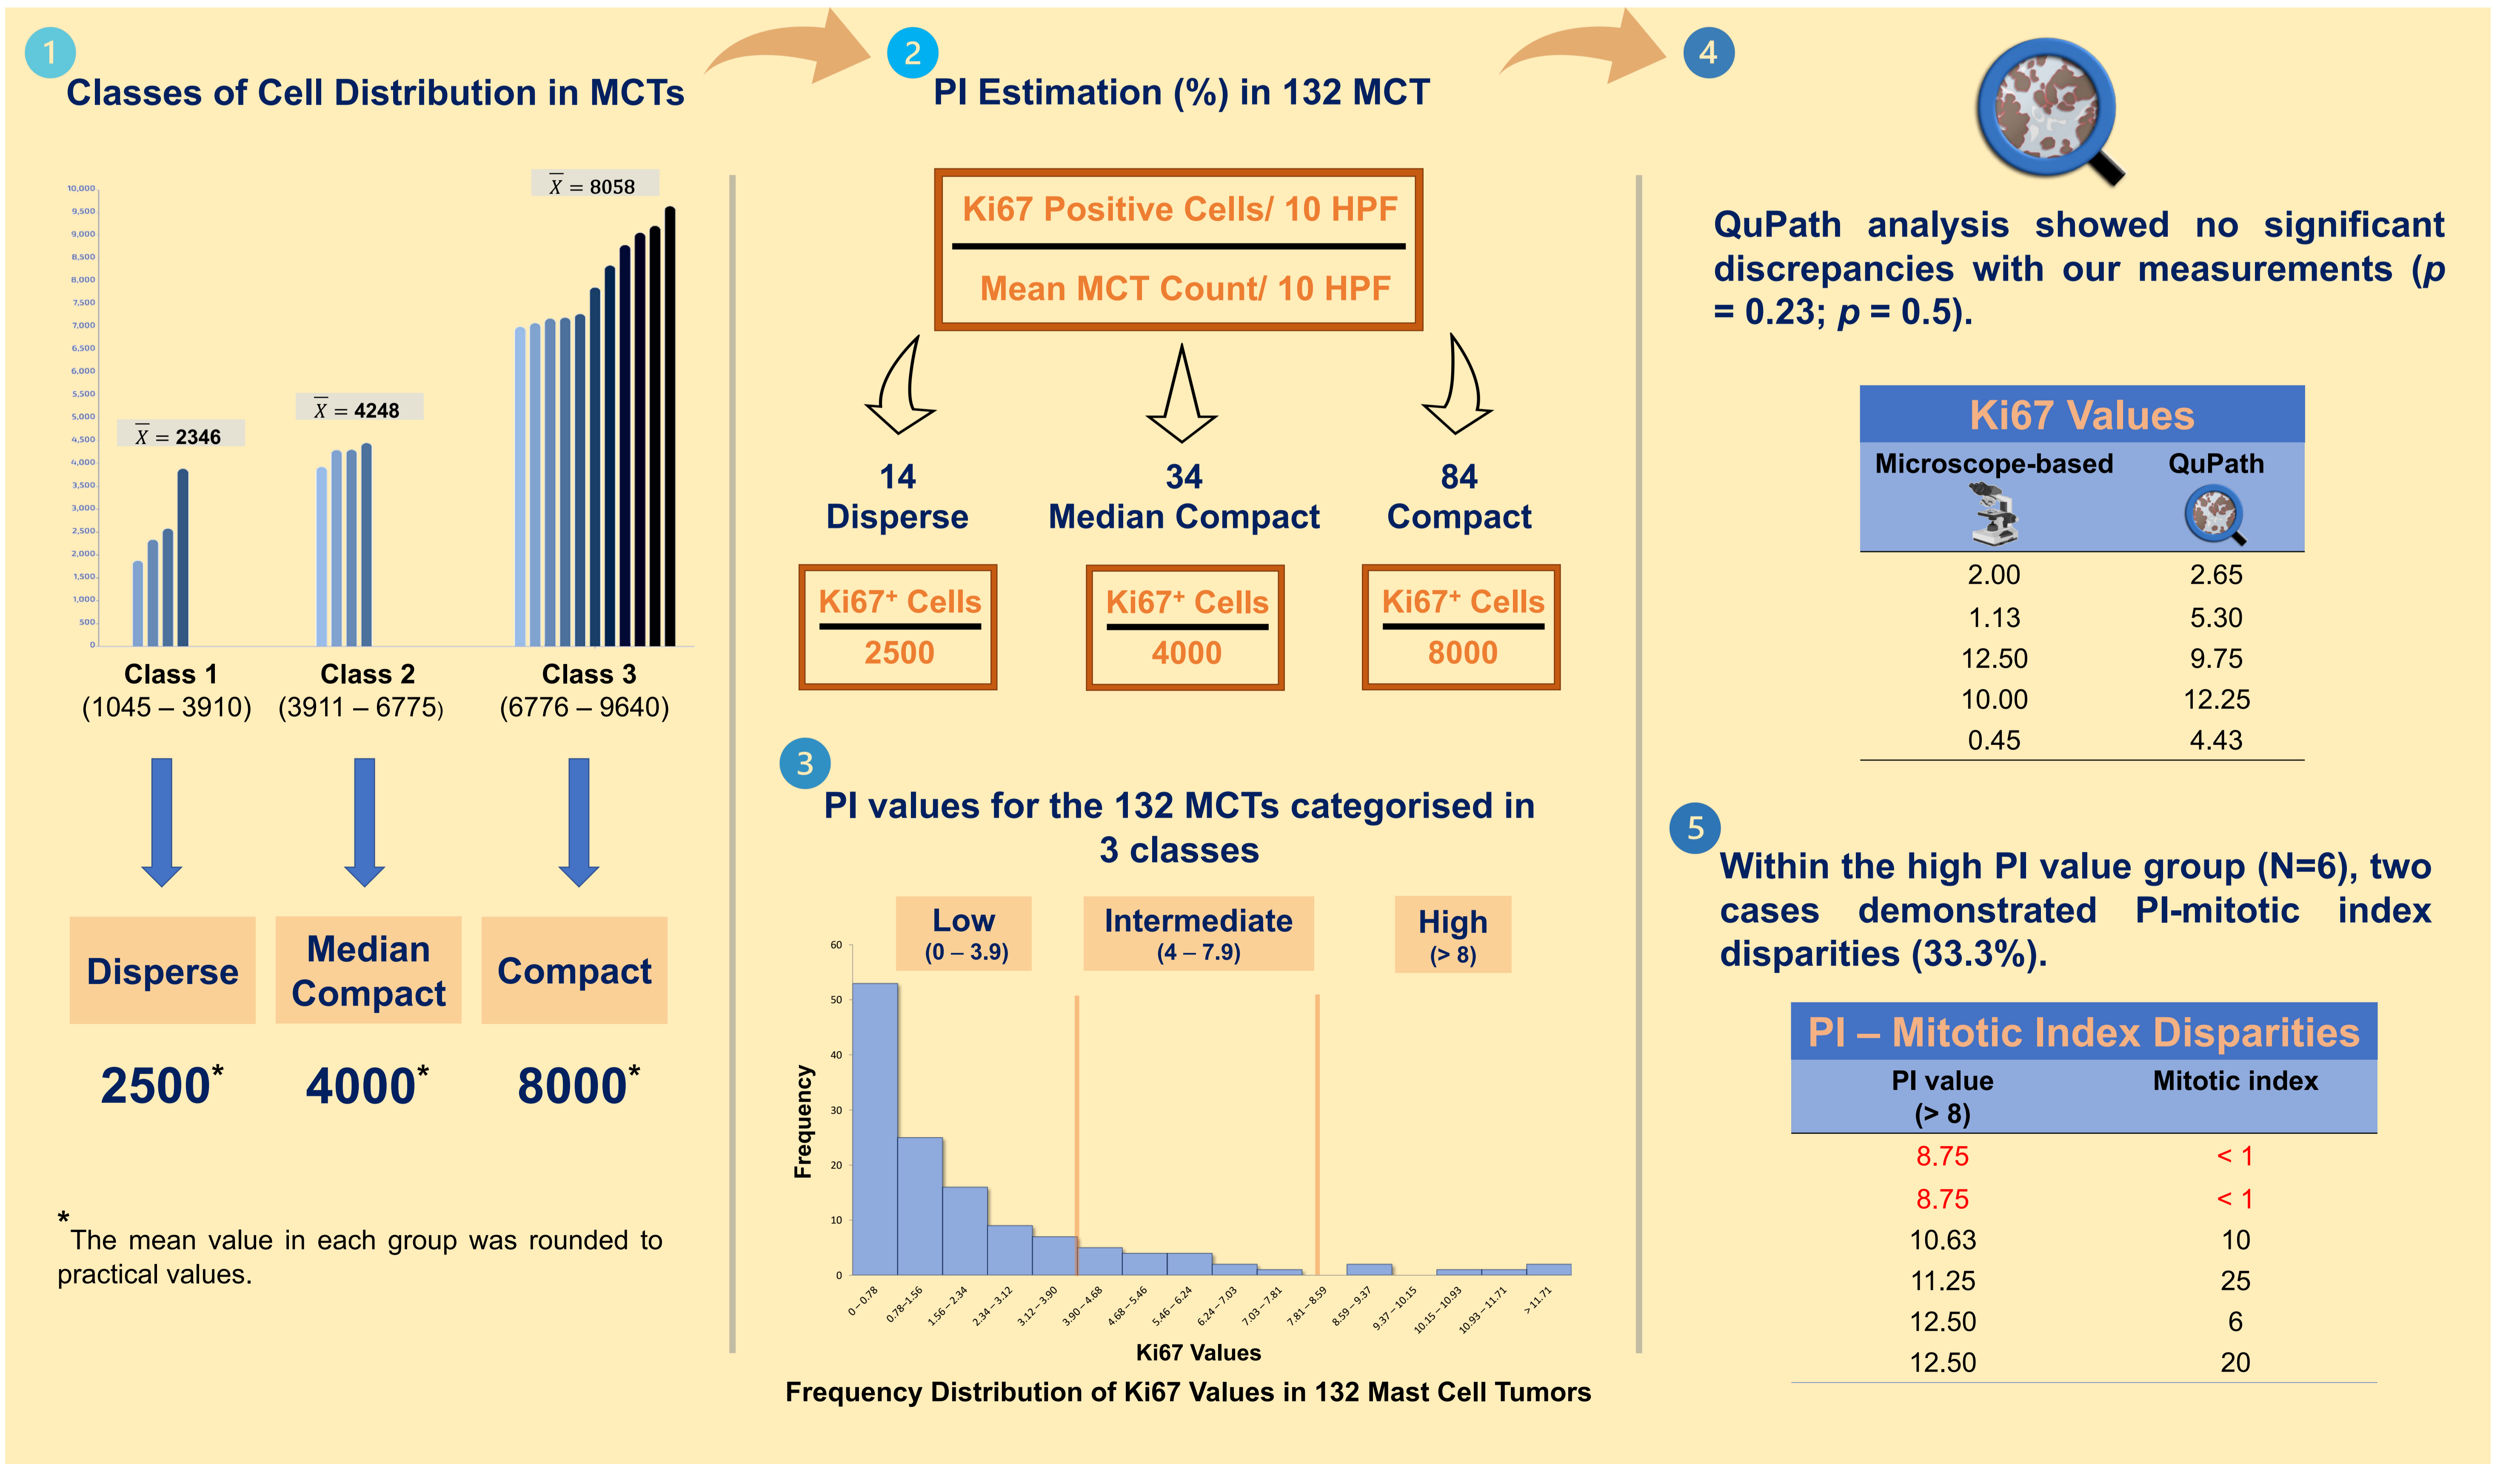 1
Classes of Cell Distribution in MCTs
10,000
9,500
9,000
8,500
8,000
7,500
7,000
6,500
6,000
5,500
5,000
4,500
4,000
3,500
3,000
2,500
2,000
1,500
1,000
500
0
X̅ = 2346
X̅ = 4248
X̅ = 8058
Class 1
(1045 – 3910)
Class 2
(3911 – 6775)
Class 3
(6776 – 9640)
Disperse
Median
Compact
Compact
2500*
4000*
8000*
*The mean value in each group was rounded to
practical values.
2
PI Estimation (%) in 132 MCT
Ki67 Positive Cells/ 10 HPF
Mean MCT Count/ 10 HPF
14
Disperse
34
Median Compact
84
Compact
Ki67⁺ Cells
2500
Ki67⁺ Cells
4000
Ki67⁺ Cells
8000
3
PI values for the 132 MCTs categorised in
3 classes
Low
(0 – 3.9)
Intermediate
(4 – 7.9)
High
(> 8)
Frequency
60
50
40
30
20
10
0
0 – 0.78
0.78–1.56
1.56 – 2.34
2.34 – 3.12
3.12 – 3.90
3.90 – 4.68
4.68 – 5.46
5.46 – 6.24
6.24 – 7.03
7.03 – 7.81
7.81 – 8.59
8.59 – 9.37
9.37 – 10.15
10.15 – 10.93
10.93 – 11.71
> 11.71
Ki67 Values
Frequency Distribution of Ki67 Values in 132 Mast Cell Tumors
4
QuPath analysis showed no significant
discrepancies with our measurements (p
= 0.23; p = 0.5).
Ki67 Values
Microscope-based QuPath
2.00 2.65
1.13 5.30
12.50 9.75
10.00 12.25
0.45 4.43
5
Within the high PI value group (N=6), two
cases demonstrated PI-mitotic index
disparities (33.3%).
PI – Mitotic Index Disparities
PI value Mitotic index
(> 8)
8.75 < 1
8.75 < 1
10.63 10
11.25 25
12.50 6
12.50 20